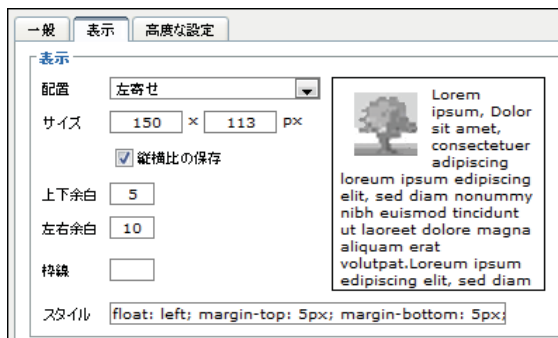 一般 表示 高度な設定
表示
配置 左寄せ
サイズ 150 × 113 px
縦横比の保存
上下余白 5
左右余白 10
枠線
スタイル float: left; margin-top: 5px; margin-bottom: 5px;
Lorem
ipsum, Dolor
sit amet,
consectetuer
adipiscing
loreum ipsum edipiscing
elit, sed diam nonummy
nibh euismod tincidunt
ut laoreet dolore magna
aliquam erat
volutpat.Loreum ipsum
edipiscing elit, sed diam